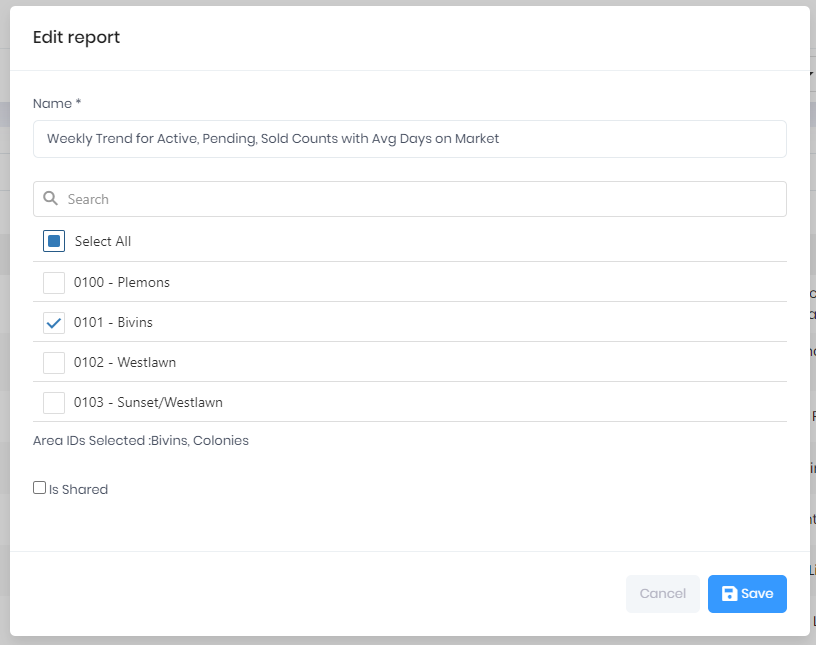 Edit report
Name *
Weekly Trend for Active, Pending, Sold Counts with Avg Days on Market
Search
Select All
0100 - Plemons
0101 - Bivins
0102 - Westlawn
0103 - Sunset/Westlawn
Area IDs Selected :Bivins, Colonies
Is Shared
Cancel
Save